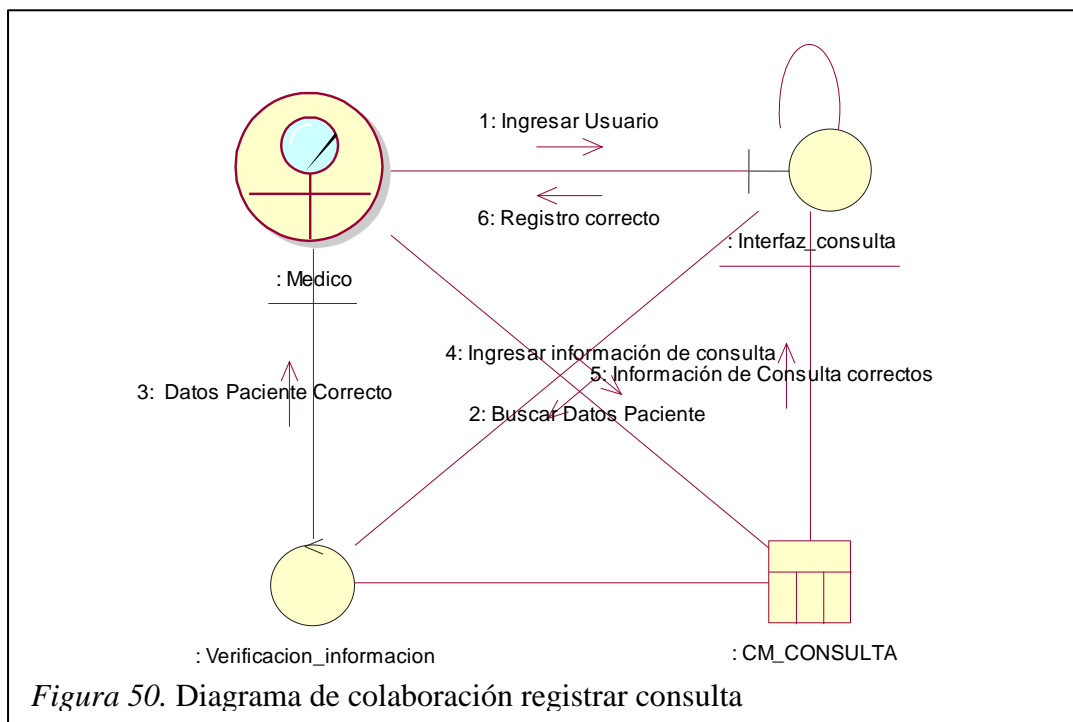 1: Ingresar Usuario
6: Registro correcto
: Interfaz_consulta
: Medico
4: Ingresar información de consulta
5: Información de Consulta correctos
3: Datos Paciente Correcto
2: Buscar Datos Paciente
: Verificacion_informacion
: CM_CONSULTA
Figura 50. Diagrama de colaboración registrar consulta